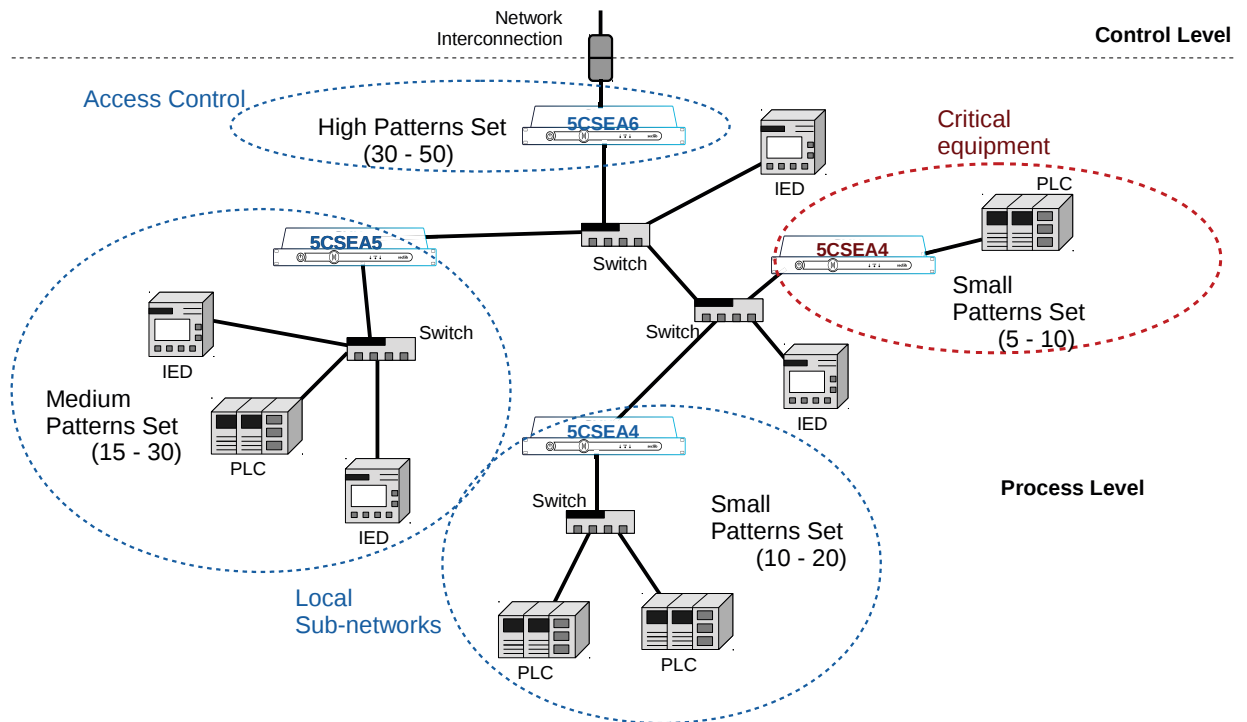 Network
Interconnection
Control Level
Access Control
5CSEA6
High Patterns Set
(30 - 50)
IED
Critical
equipment
PLC
5CSEA5
Switch
5CSEA4
Small
Patterns Set
(5 - 10)
Switch
Switch
IED
IED
Medium
Patterns Set
(15 - 30)
PLC
IED
5CSEA4
Switch
Small
Patterns Set
(10 - 20)
Process Level
Local
Sub-networks
PLC
PLC